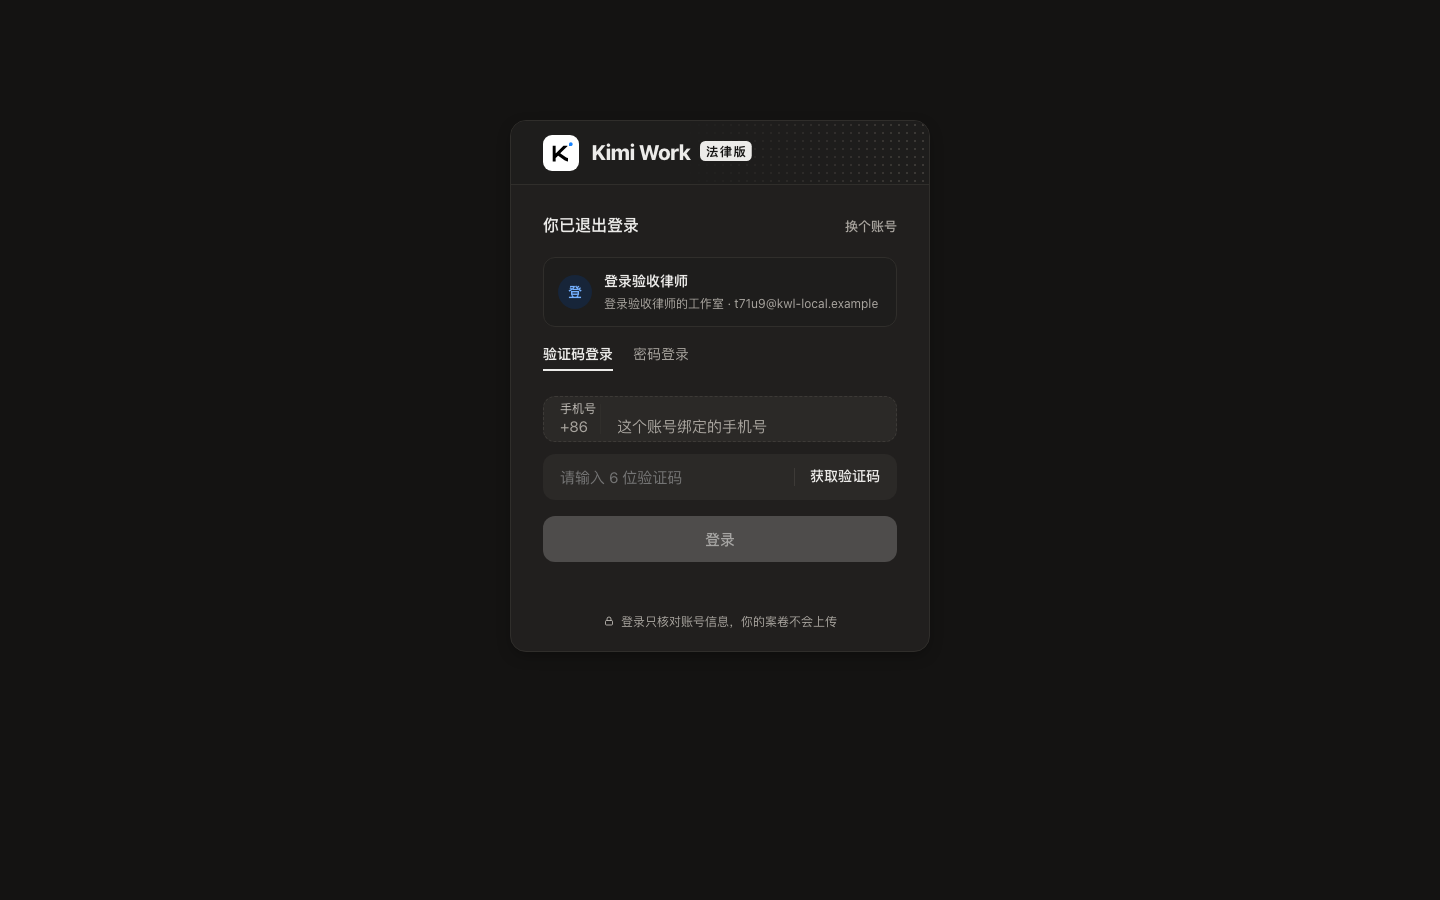 Kimi Work 法律版
你已退出登录 换个账号
登
登录验收律师
登录验收律师的工作室 · t71u9@kwl-local.example
验证码登录 密码登录
手机号
+86 这个账号绑定的手机号
请输入 6 位验证码 获取验证码
登录
登录只核对账号信息，你的案卷不会上传